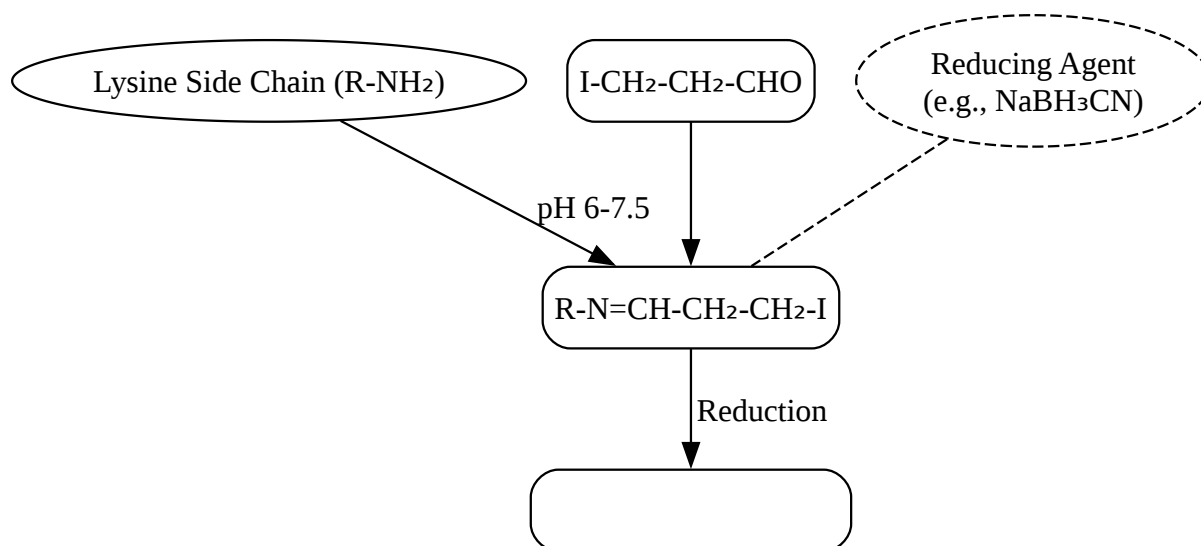 Lysine Side Chain (R-NH₂)
I-CH₂-CH₂-CHO
Reducing Agent
(e.g., NaBH₃CN)
pH 6-7.5
R-N=CH-CH₂-CH₂-I
Reduction